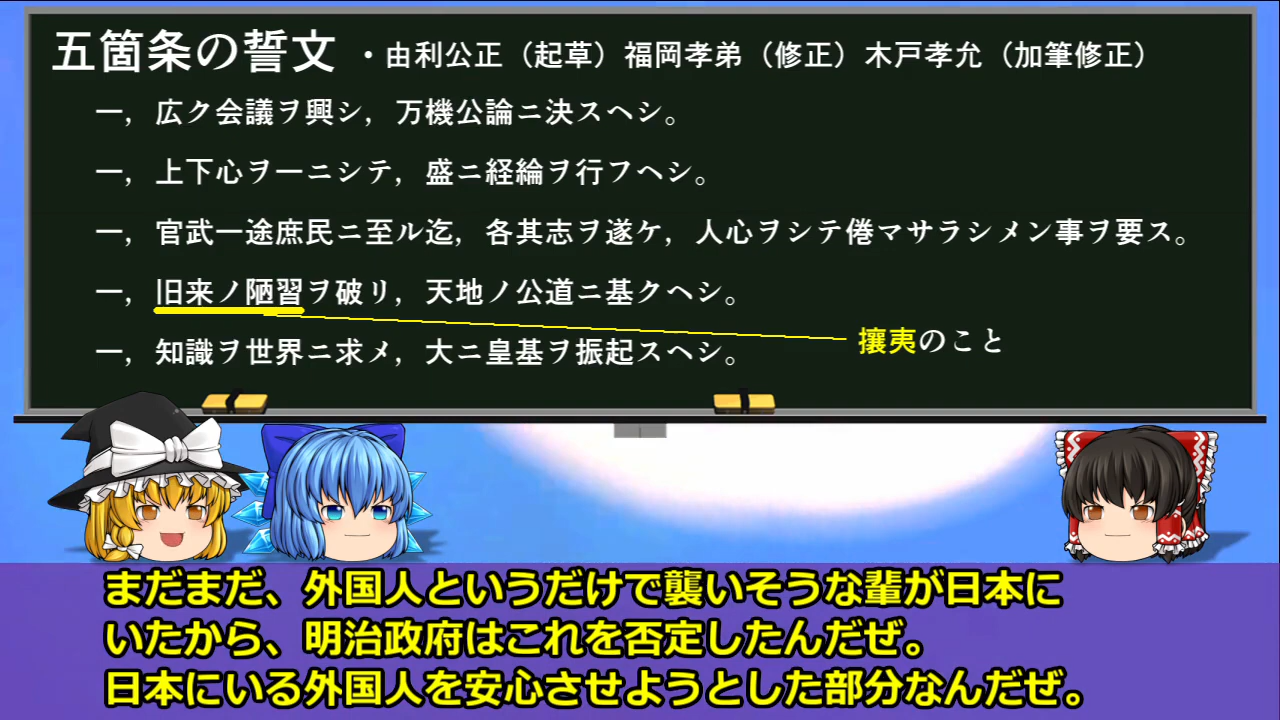 五箇条の誓文 ・由利公正（起草）福岡孝弟（修正）木戸孝允（加筆修正）
一，広ク会議ヲ興シ，万機公論ニ決スヘシ。
一，上下心ヲ一ニシテ，盛ニ経綸ヲ行フヘシ。
一，官武一途庶民ニ至ル迄，各其志ヲ遂ケ，人心ヲシテ倦マサラシメン事ヲ要ス。
一，旧来ノ陋習ヲ破リ，天地ノ公道ニ基クヘシ。
攘夷のこと
一，知識ヲ世界ニ求メ，大ニ皇基ヲ振起スヘシ。
まだまだ、外国人というだけで襲いそうな輩が日本に
いたから、明治政府はこれを否定したんだぜ。
日本にいる外国人を安心させようとした部分なんだぜ。